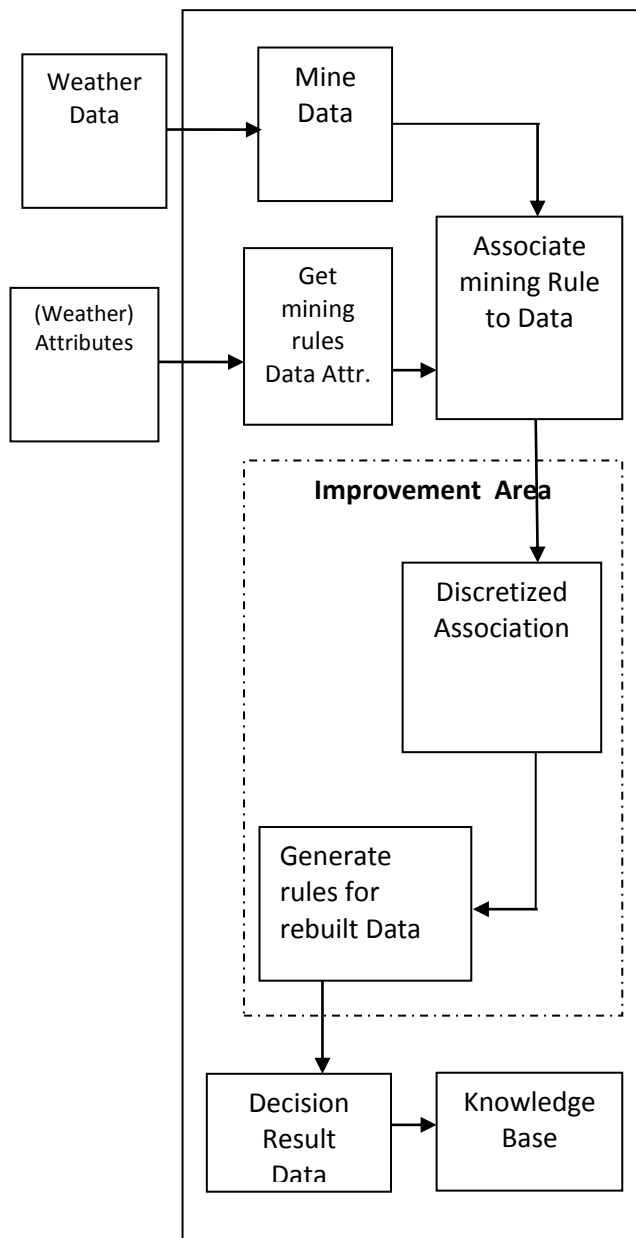 Weather
Data
Mine
Data
(Weather)
Attributes
Get
mining
rules
Data Attr.
Associate
mining Rule
to Data
Improvement Area
Discretized
Association
Generate
rules for
rebuilt Data
Decision
Result
Data
Knowledge
Base